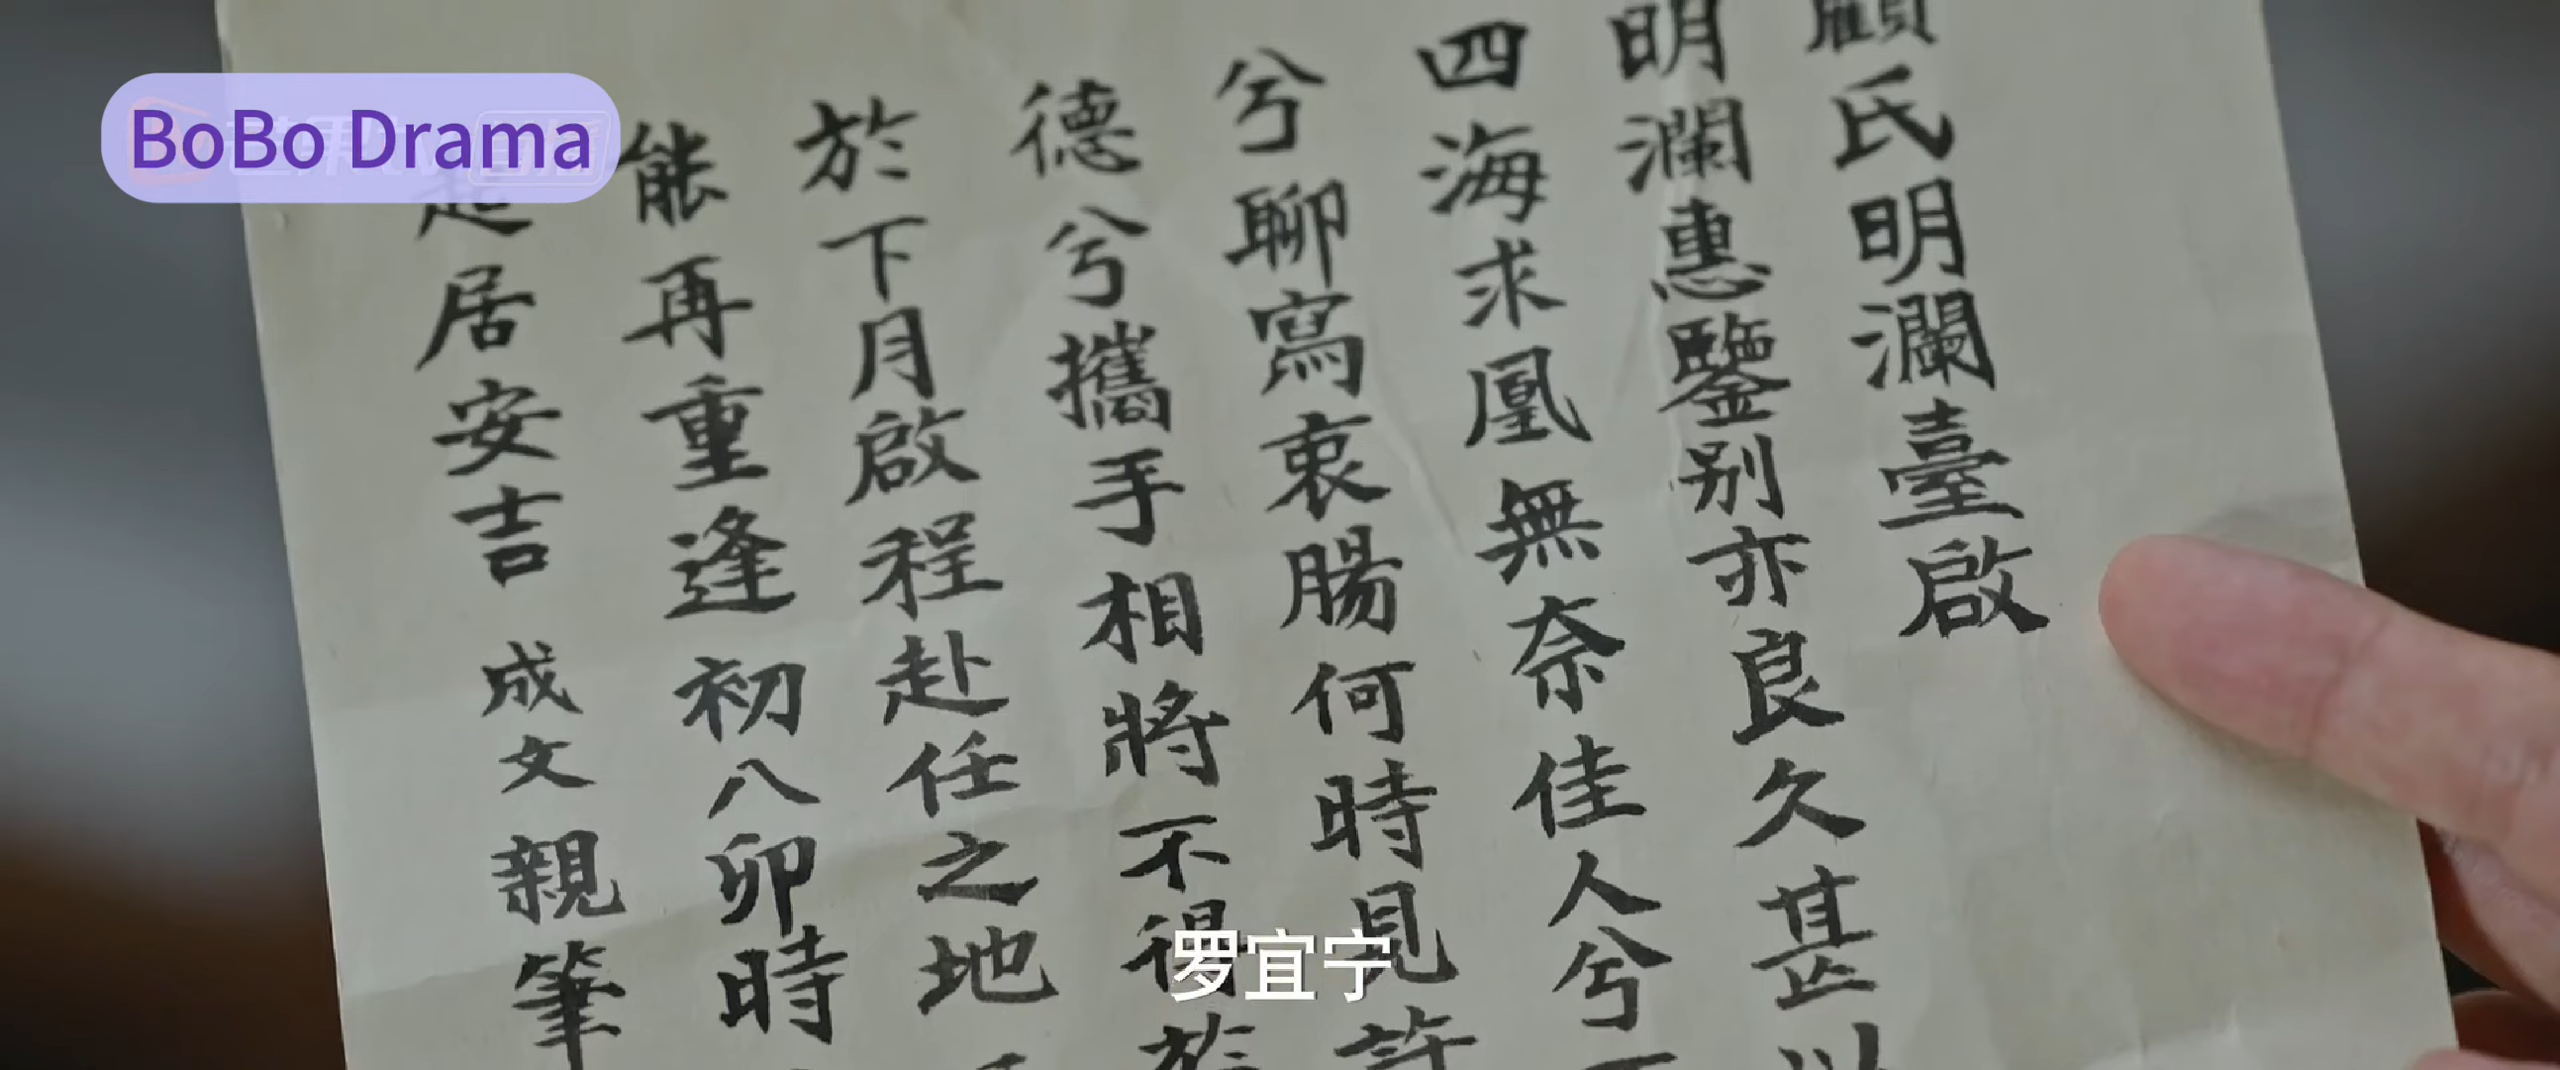 BoBo Drama
顧氏明瀾臺啟
明瀾惠鑒別亦良久甚以
四海求凰無奈佳人兮
兮聊寫衷腸何時見許
德兮攜手相將不得於
於下月啟程赴任之地
能再重逢初八卯時
起居安吉 成文親筆
罗宜宁